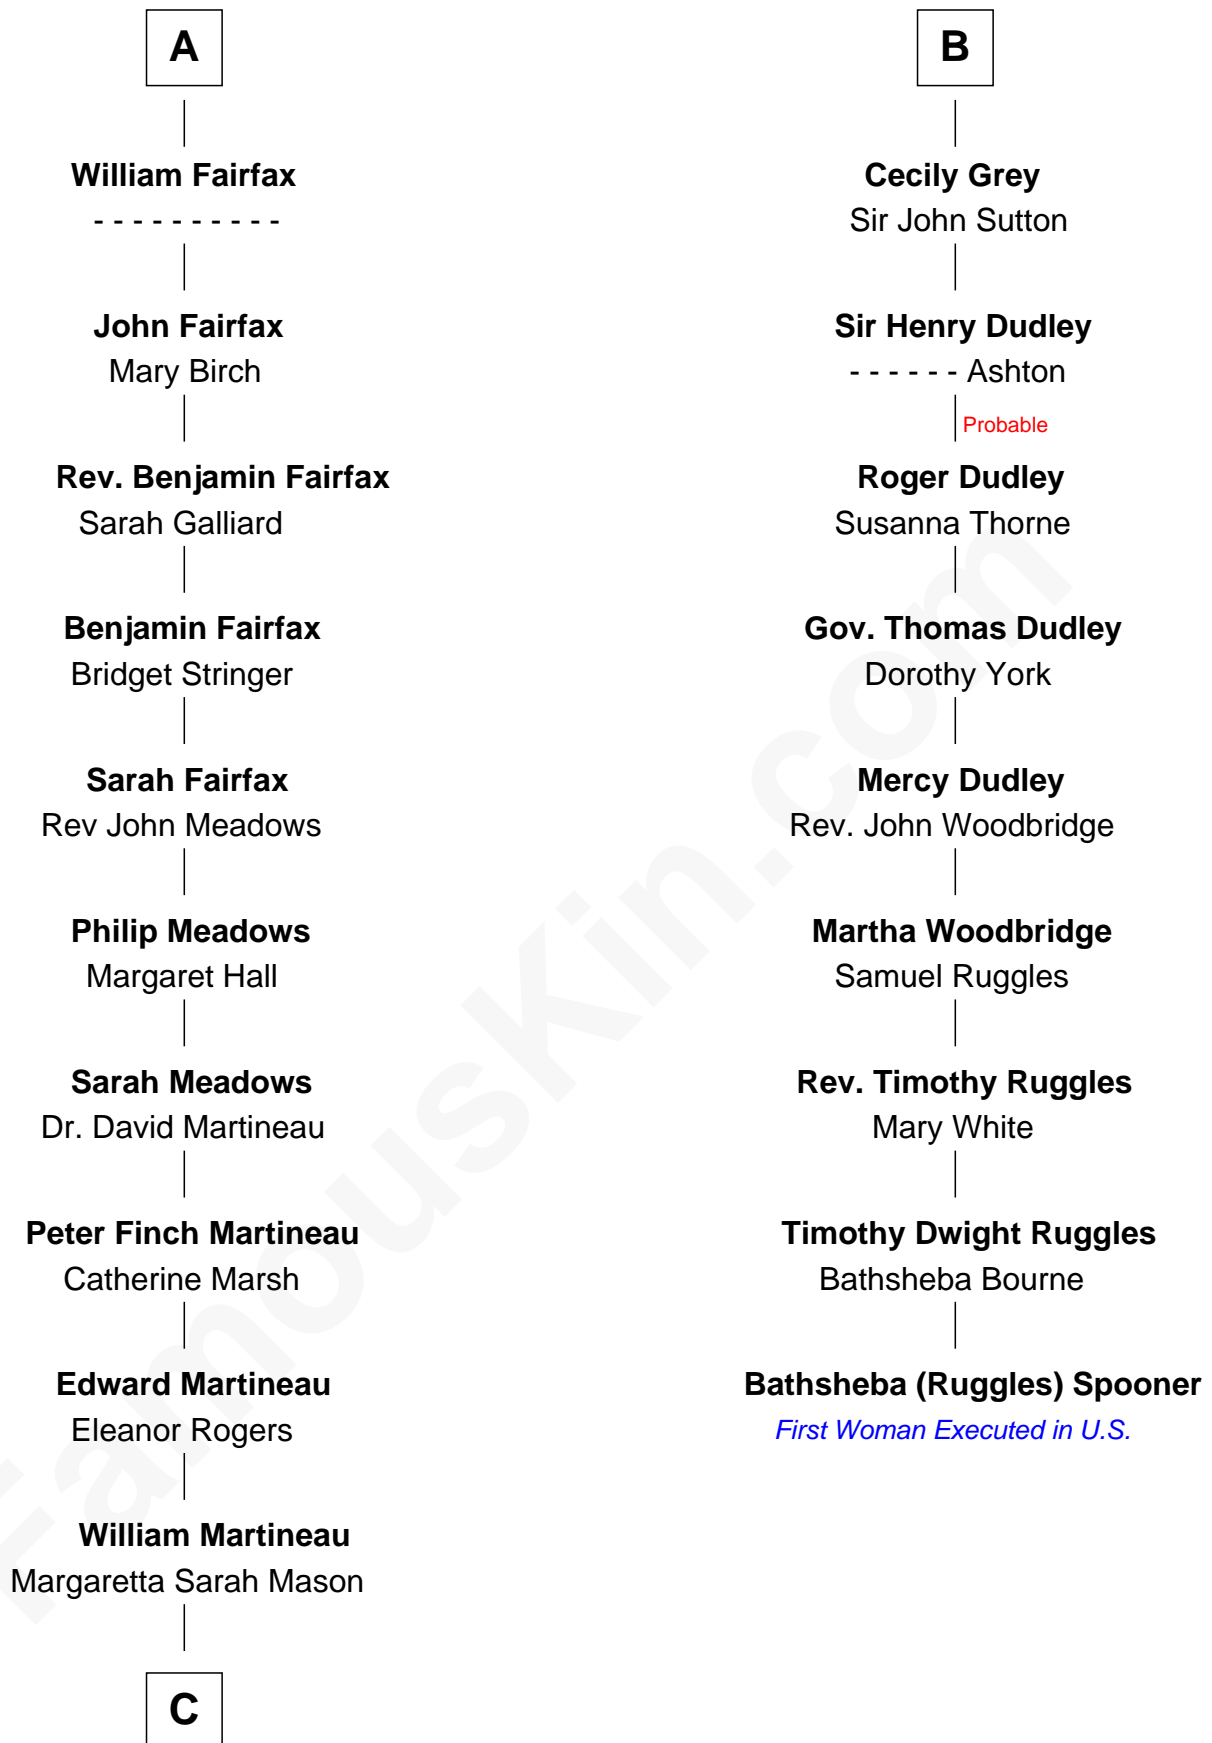 A
William Fairfax
- - - - - - - - - -
John Fairfax
Mary Birch
Rev. Benjamin Fairfax
Sarah Galliard
Benjamin Fairfax
Bridget Stringer
Sarah Fairfax
Rev John Meadows
Philip Meadows
Margaret Hall
Sarah Meadows
Dr. David Martineau
Peter Finch Martineau
Catherine Marsh
Edward Martineau
Eleanor Rogers
William Martineau
Margaretta Sarah Mason
C
B
Cecily Grey
Sir John Sutton
Sir Henry Dudley
- - - - - - Ashton
Probable
Roger Dudley
Susanna Thorne
Gov. Thomas Dudley
Dorothy York
Mercy Dudley
Rev. John Woodbridge
Martha Woodbridge
Samuel Ruggles
Rev. Timothy Ruggles
Mary White
Timothy Dwight Ruggles
Bathsheba Bourne
Bathsheba (Ruggles) Spooner
First Woman Executed in U.S.
FamousKin.com